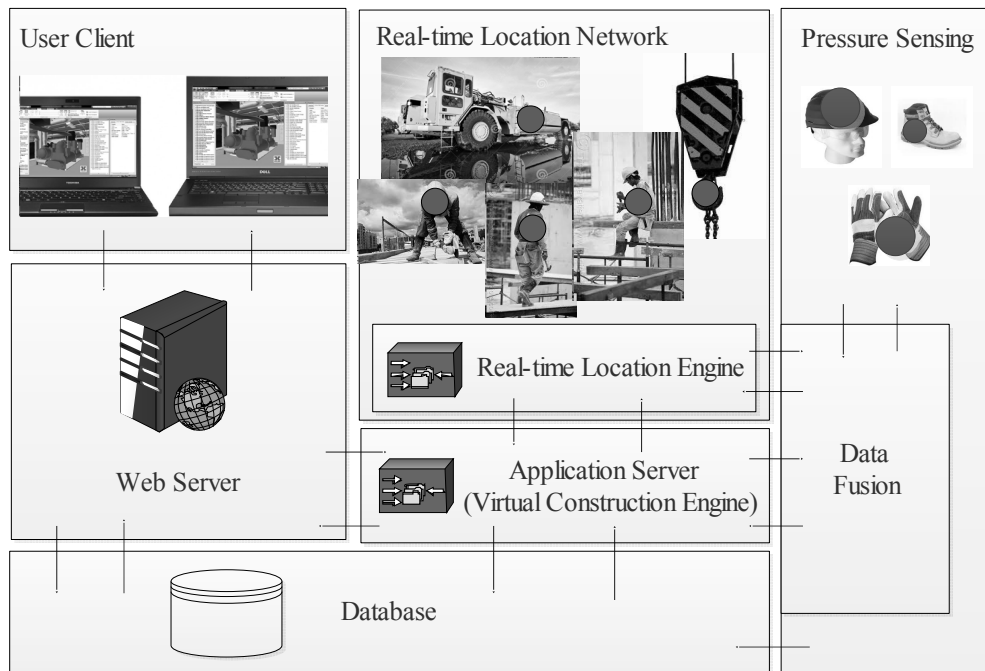 User Client
Real-time Location Network
Pressure Sensing
DELL
Real-time Location Engine
Web Server
Application Server
(Virtual Construction Engine)
Data
Fusion
Database